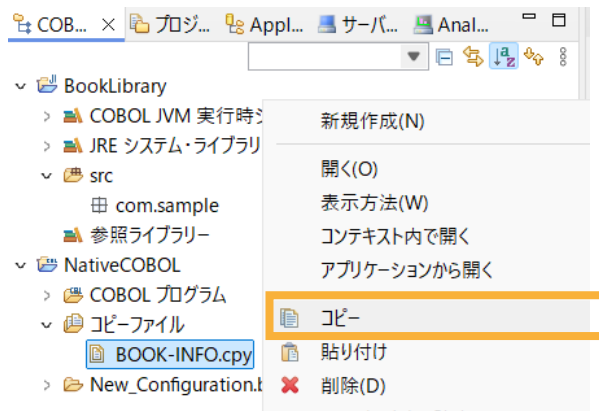 COB... プロジ... Appl... サーバ... Anal...
BookLibrary
COBOL JVM 実行時シ
JRE システム・ライブラリ
src
com.sample
参照ライブラリー
NativeCOBOL
COBOL プログラム
コピーファイル
BOOK-INFO.cpy
New_Configuration.b
新規作成(N)
開く(O)
表示方法(W)
コンテキスト内で開く
アプリケーションから開く
コピー
貼り付け
削除(D)